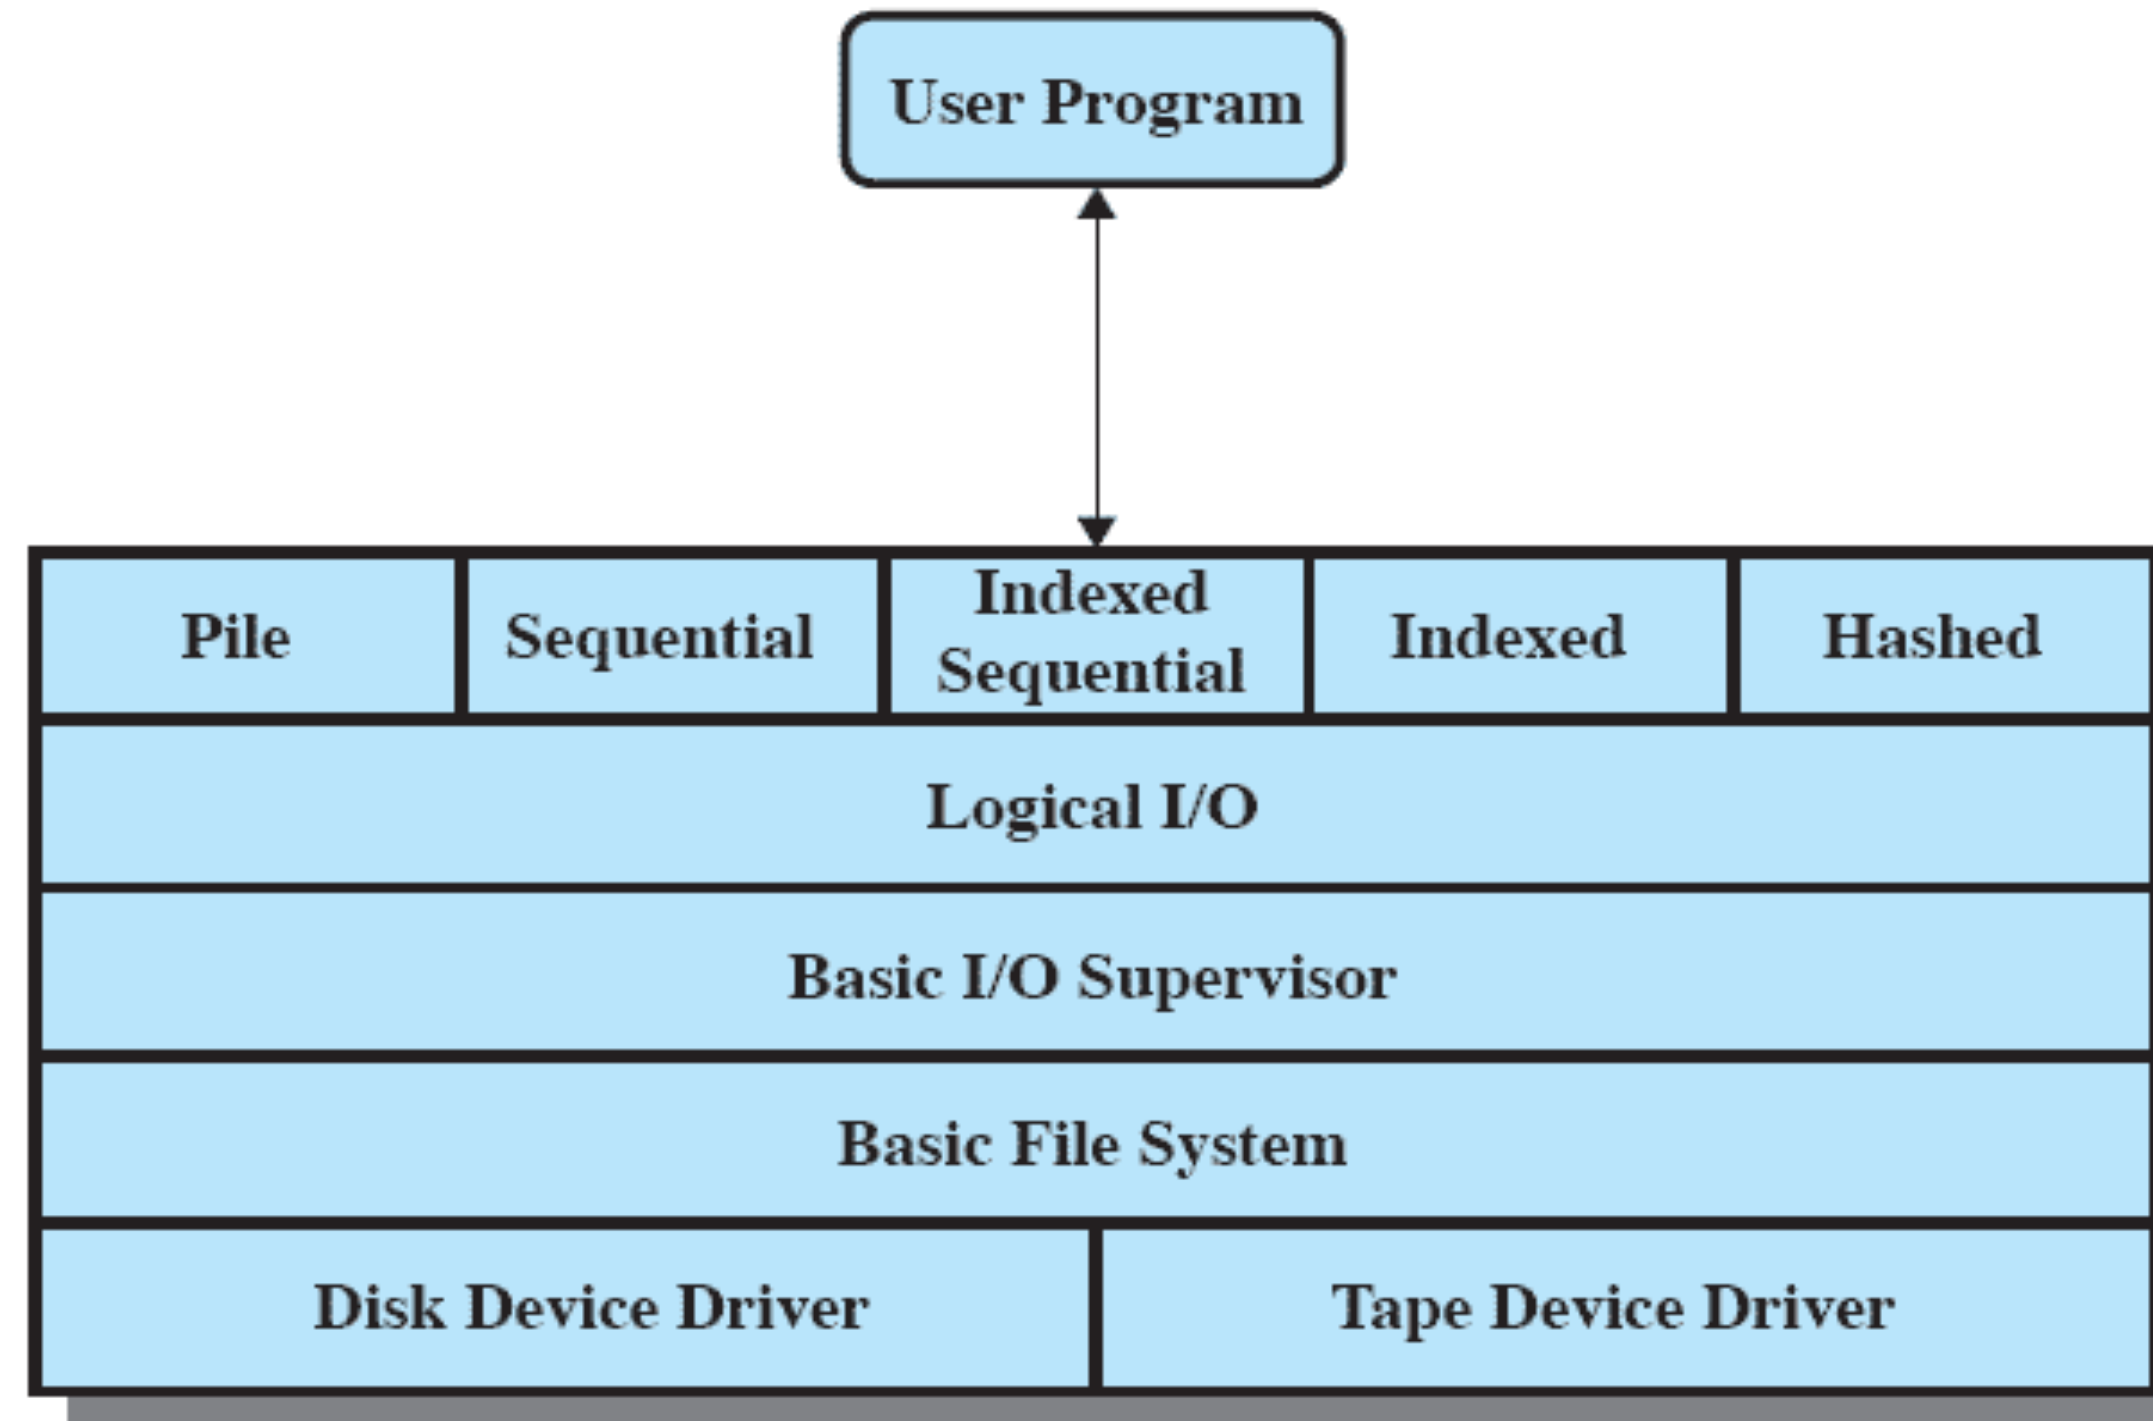 User Program
Pile
Sequential
Indexed
Sequential
Indexed
Hashed
Logical I/O
Basic I/O Supervisor
Basic File System
Disk Device Driver
Tape Device Driver